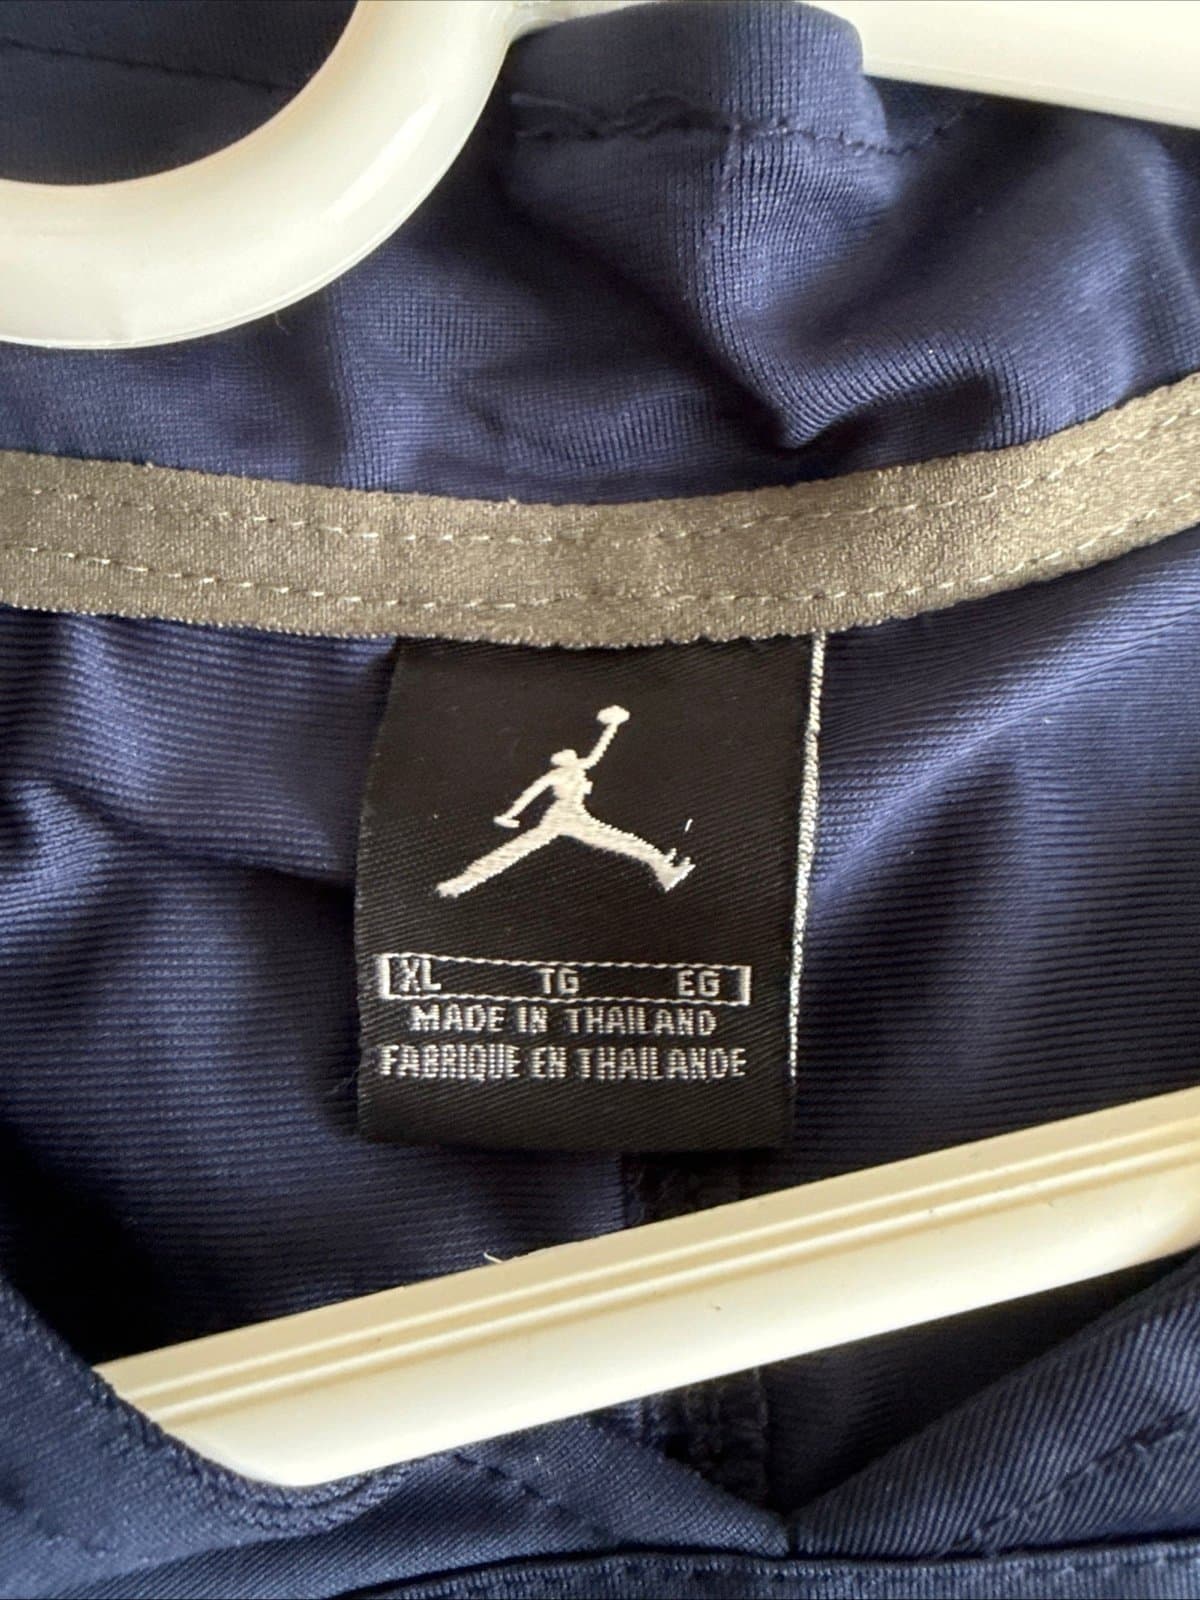 XL TG EG
MADE IN THAILAND
FABRIQUE EN THAILANDE